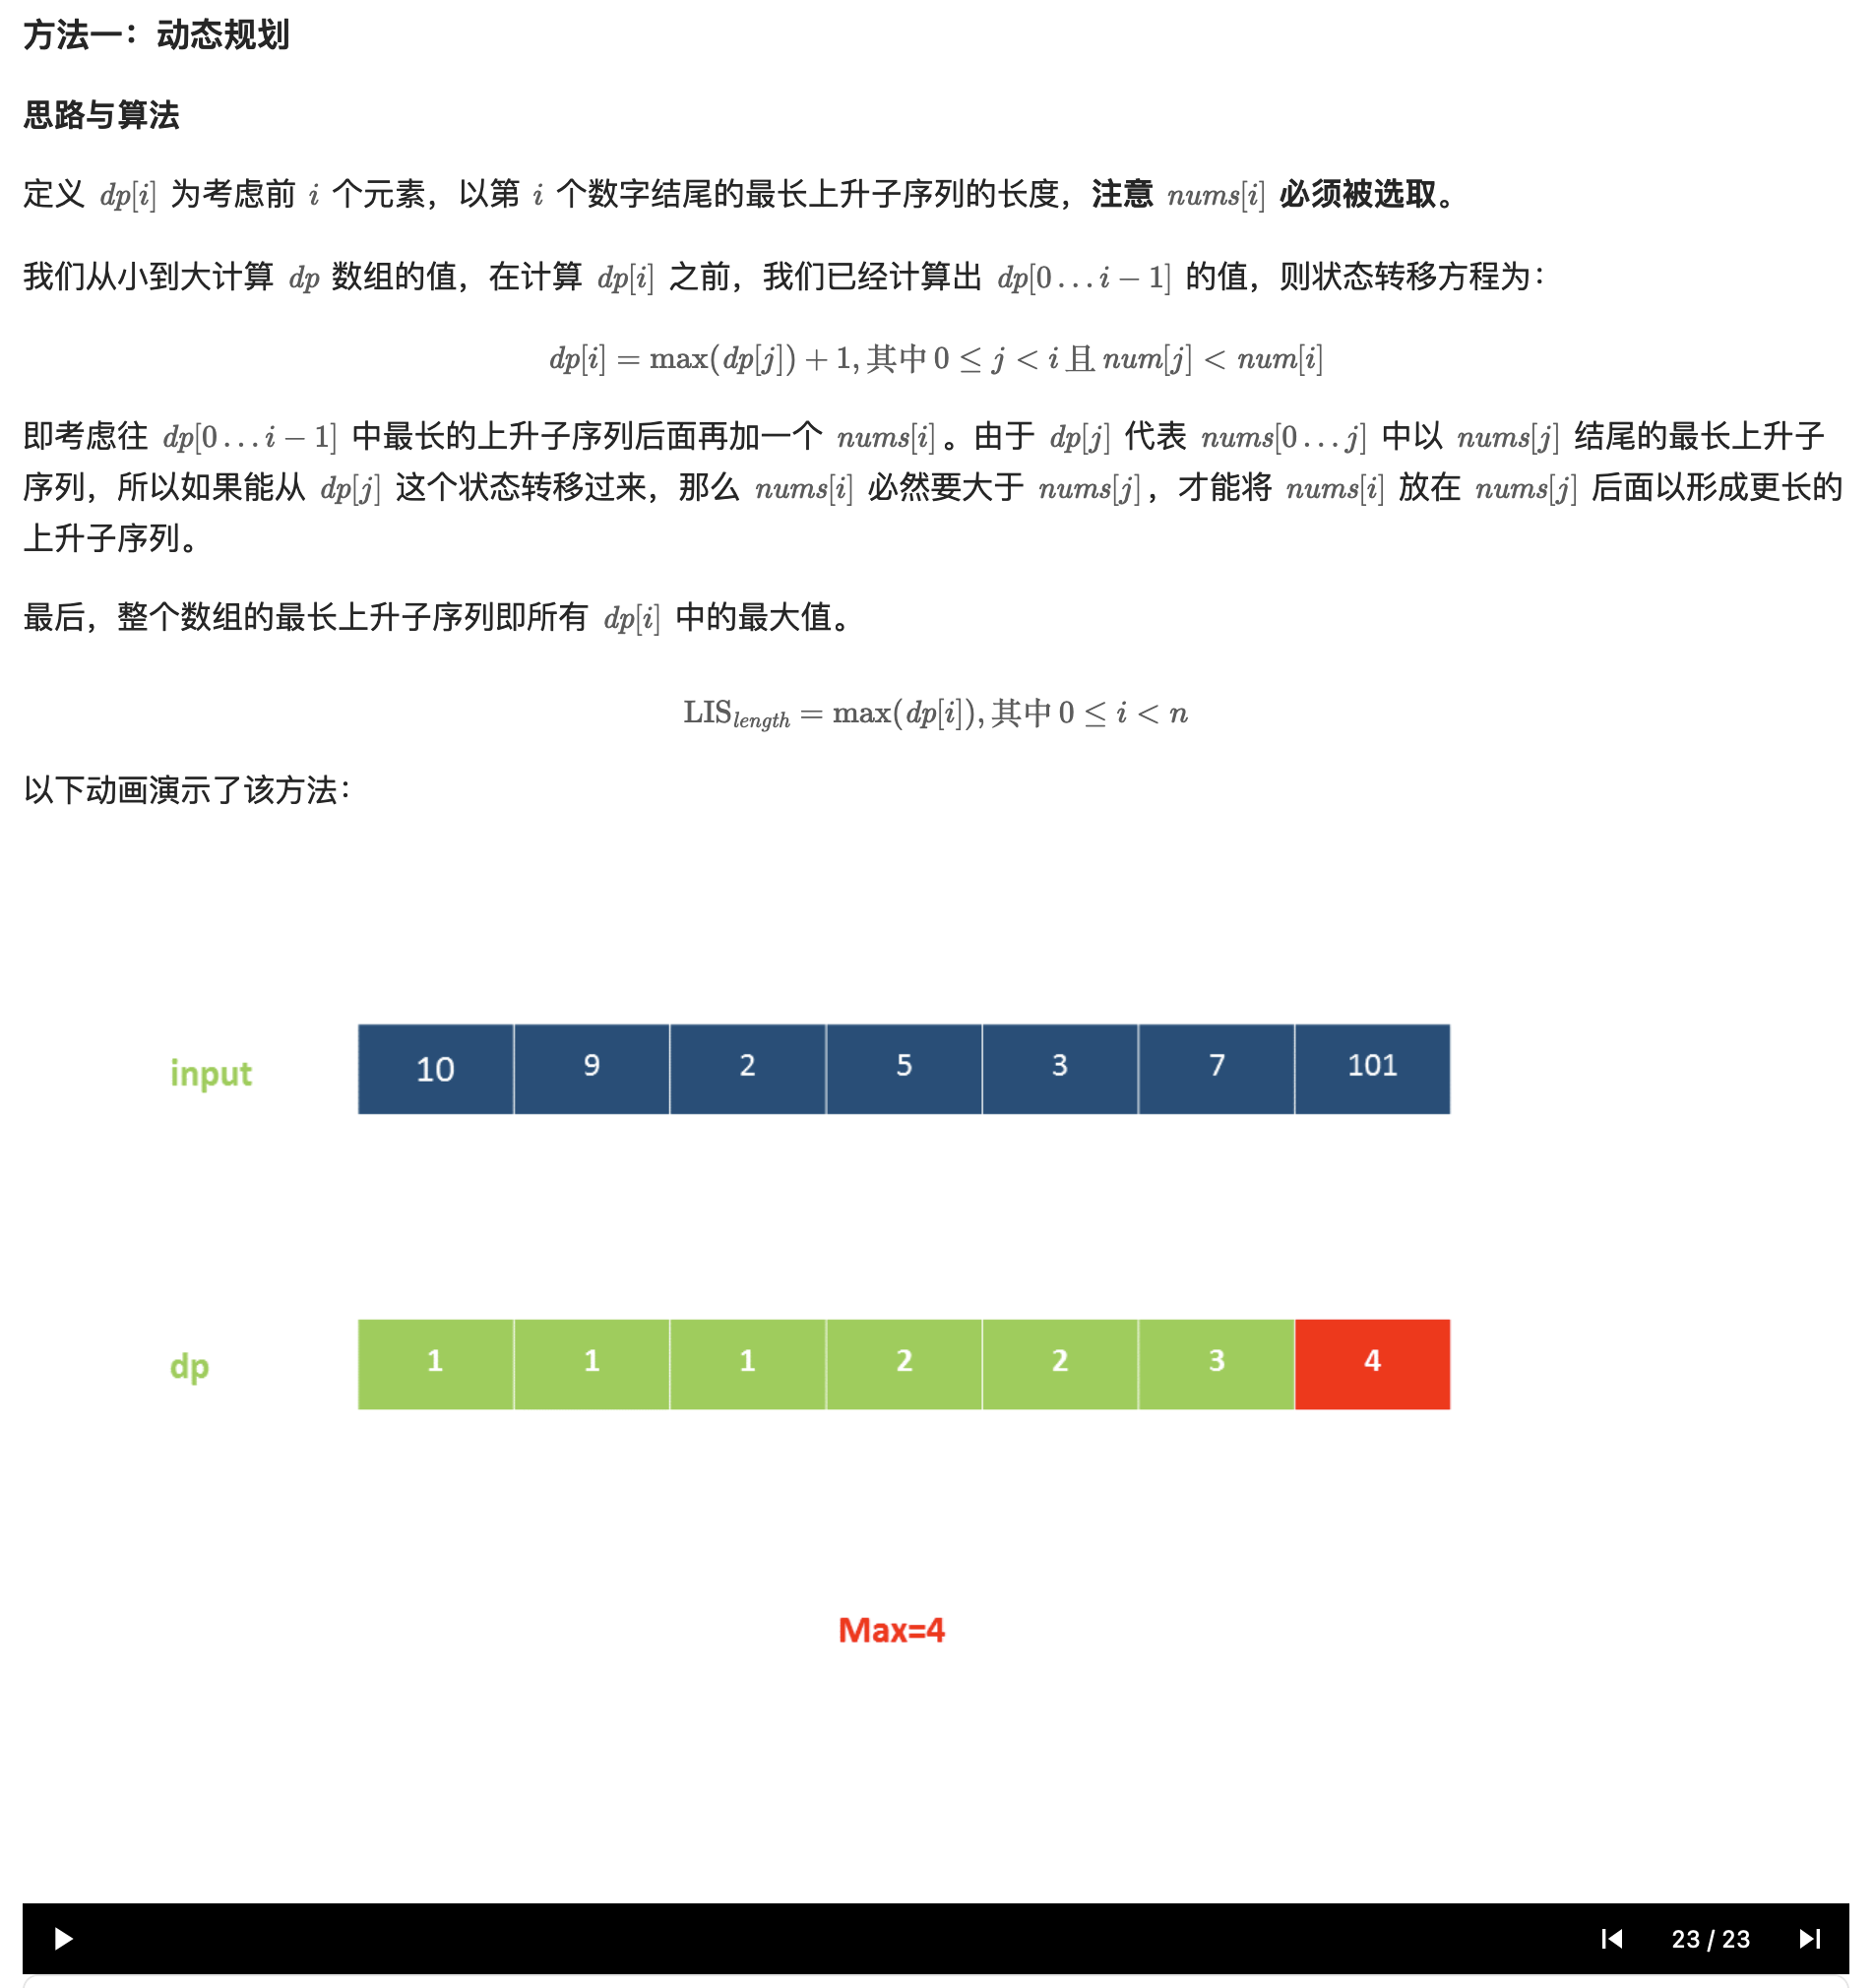 方法一：动态规划
思路与算法
定义 dp[i] 为考虑前 i 个元素，以第 i 个数字结尾的最长上升子序列的长度，注意 nums[i] 必须被选取。
我们从小到大计算 dp 数组的值，在计算 dp[i] 之前，我们已经计算出 dp[0…i − 1] 的值，则状态转移方程为：
dp[i] = max(dp[j]) + 1, 其中 0 ≤ j < i 且 num[j] < num[i]
即考虑往 dp[0…i − 1] 中最长的上升子序列后面再加一个 nums[i]。由于 dp[j] 代表 nums[0…j] 中以 nums[j] 结尾的最长上升子
序列，所以如果能从 dp[j] 这个状态转移过来，那么 nums[i] 必然要大于 nums[j]，才能将 nums[i] 放在 nums[j] 后面以形成更长的
上升子序列。
最后，整个数组的最长上升子序列即所有 dp[i] 中的最大值。
LIS_length = max(dp[i]), 其中 0 ≤ i < n
以下动画演示了该方法：
input 10 9 2 5 3 7 101
dp 1 1 1 2 2 3 4
Max=4
23 / 23